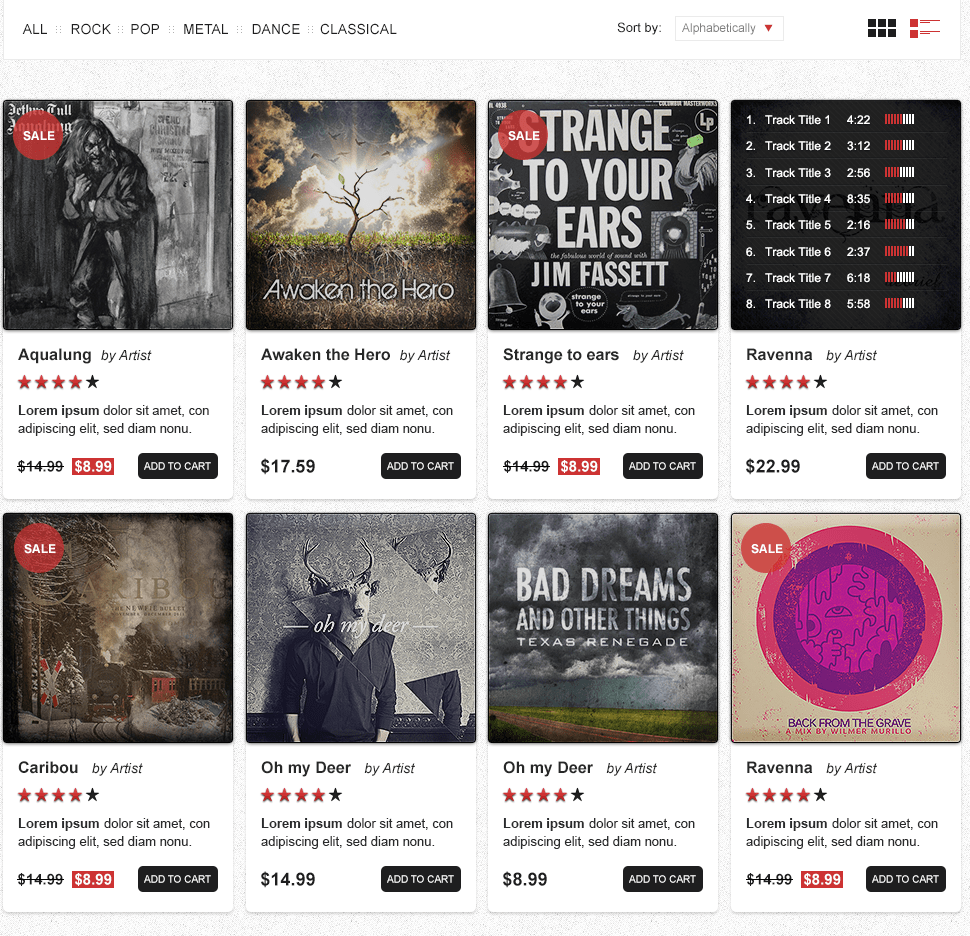 ALL ROCK POP METAL DANCE CLASSICAL Sort by: Alphabetically
Jethro Tull
Aqualung
SALE
Awaken the Hero
COLUMBIA MASTERWORKS
Lp
SALE
STRANGE
TO YOUR
EARS
the fabulous world of sound with
JIM FASSETT
strange
to your
ears
1. Track Title 1 4:22
2. Track Title 2 3:12
3. Track Title 3 2:56
4. Track Title 4 8:35
5. Track Title 5 2:16
6. Track Title 6 2:37
7. Track Title 7 6:18
8. Track Title 8 5:58
Aqualung by Artist
Lorem ipsum dolor sit amet, con
adipiscing elit, sed diam nonu.
$14.99 $8.99 ADD TO CART
Awaken the Hero by Artist
Lorem ipsum dolor sit amet, con
adipiscing elit, sed diam nonu.
$17.59 ADD TO CART
Strange to ears by Artist
Lorem ipsum dolor sit amet, con
adipiscing elit, sed diam nonu.
$14.99 $8.99 ADD TO CART
Ravenna by Artist
Lorem ipsum dolor sit amet, con
adipiscing elit, sed diam nonu.
$22.99 ADD TO CART
SALE
THE NEWFIE BULLET
oh my deer
BAD DREAMS
AND OTHER THINGS
TEXAS RENEGADE
SALE
BACK FROM THE GRAVE
A MIX BY WILMER MURILLO
Caribou by Artist
Lorem ipsum dolor sit amet, con
adipiscing elit, sed diam nonu.
$14.99 $8.99 ADD TO CART
Oh my Deer by Artist
Lorem ipsum dolor sit amet, con
adipiscing elit, sed diam nonu.
$14.99 ADD TO CART
Oh my Deer by Artist
Lorem ipsum dolor sit amet, con
adipiscing elit, sed diam nonu.
$8.99 ADD TO CART
Ravenna by Artist
Lorem ipsum dolor sit amet, con
adipiscing elit, sed diam nonu.
$14.99 $8.99 ADD TO CART